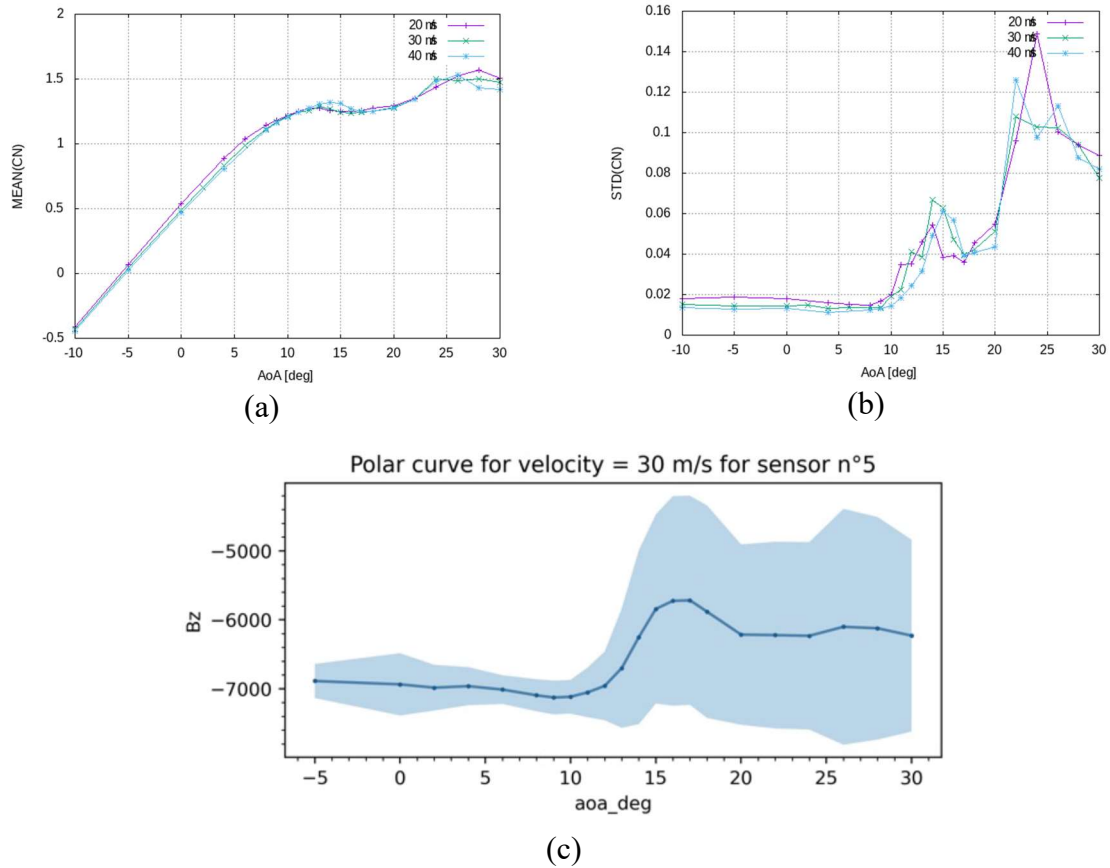 2
1.5
1
0.5
0
-0.5
MEAN(CN)
20 m/s
30 m/s
40 m/s
-10 -5 0 5 10 15 20 25 30
AoA [deg]
(a)
0.16
0.14
0.12
0.1
0.08
0.06
0.04
0.02
0
STD(CN)
20 m/s
30 m/s
40 m/s
-10 -5 0 5 10 15 20 25 30
AoA [deg]
(b)
Polar curve for velocity = 30 m/s for sensor n°5
−5000
−6000
−7000
Bz
−5 0 5 10 15 20 25 30
aoa_deg
(c)